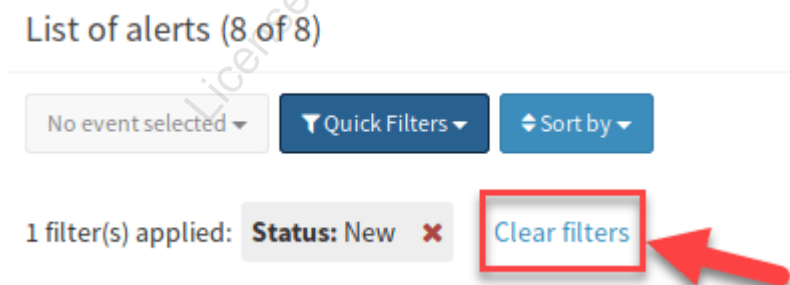 List of alerts (8 of 8)
No event selected
Quick Filters
Sort by
1 filter(s) applied: Status: New
Clear filters
License